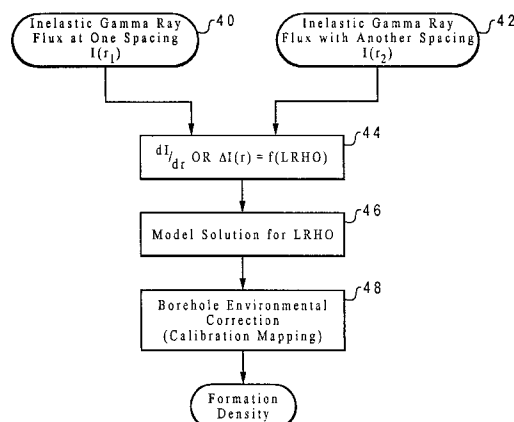 Inelastic Gamma Ray
Flux at One Spacing
I(r₁)
40
Inelastic Gamma Ray
Flux with Another Spacing
I(r₂)
42
dI/dr OR ΔI(r) = f(LRHO)
44
Model Solution for LRHO
46
Borehole Environmental
Correction
(Calibration Mapping)
48
Formation
Density